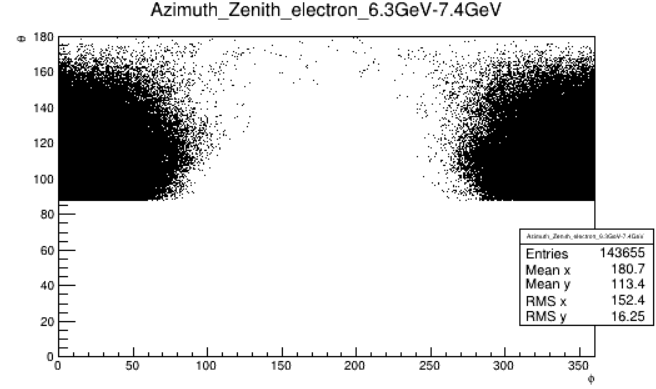 Azimuth_Zenith_electron_6.3GeV-7.4GeV
θ
180
160
140
120
100
80
60
40
20
0
0 50 100 150 200 250 300 350
φ
Azimuth_Zenith_electron_6.3GeV-7.4GeV
Entries 143655
Mean x 180.7
Mean y 113.4
RMS x 152.4
RMS y 16.25